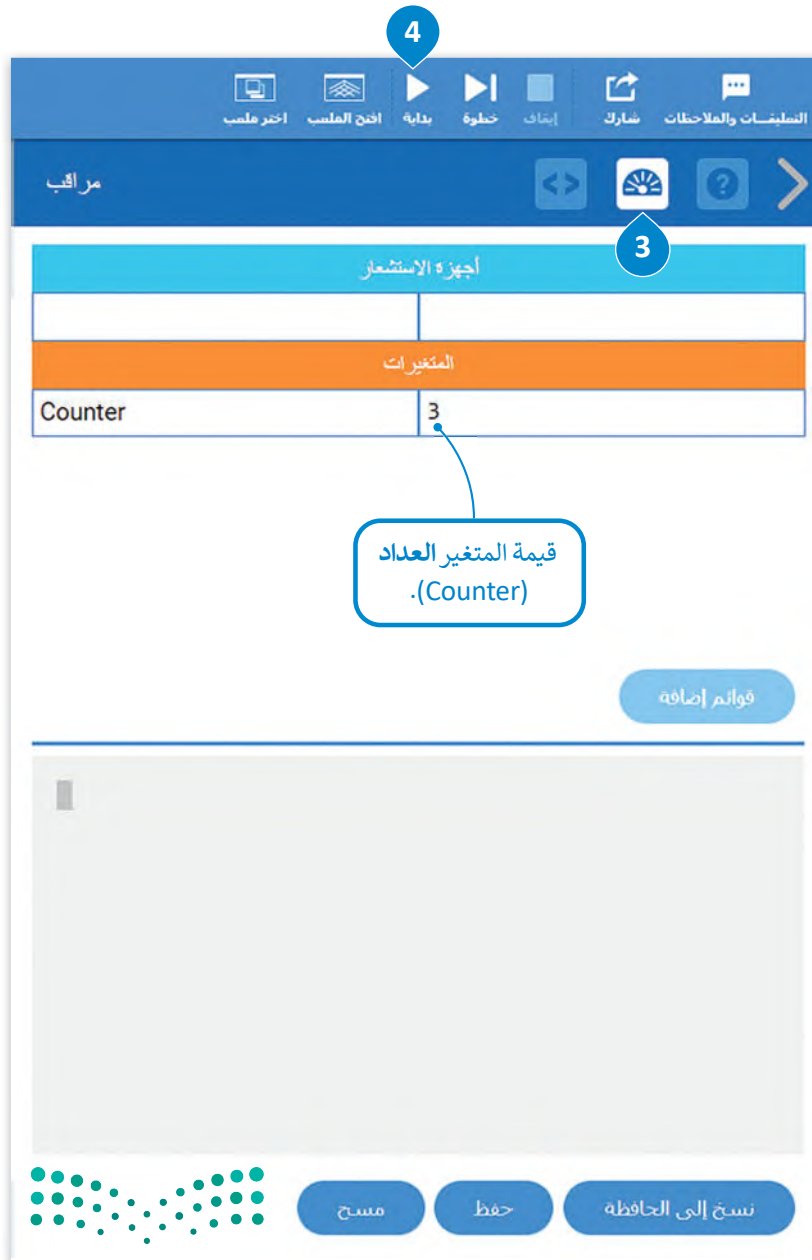 4
التعليقــات والملاحظات
شارك
إيقاف
خطوة
بداية
افتح الملعب
اختر ملعب
مراقب
< >
?
3
أجهزة الاستشعار
المتغيرات
Counter 3
قيمة المتغير العداد
(Counter).
قوائم إضافة
نسخ إلى الحافظة
حفظ
مسح